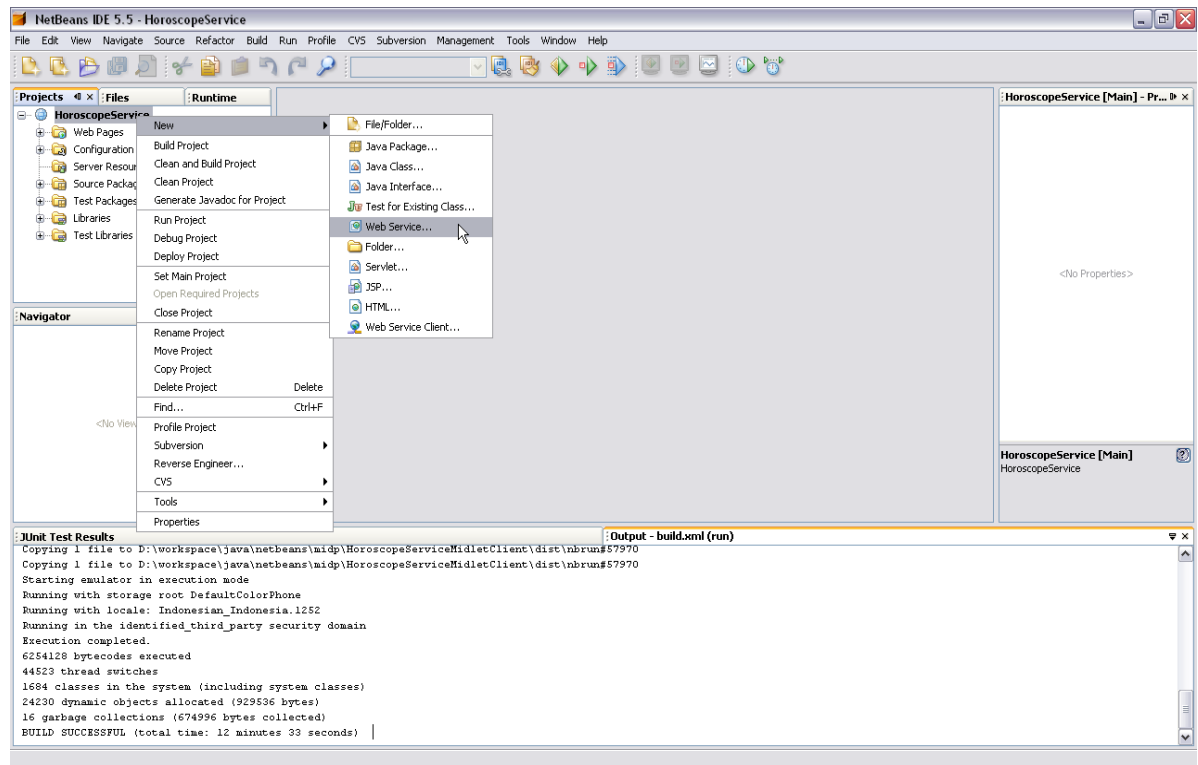 NetBeans IDE 5.5 - HoroscopeService
File Edit View Navigate Source Refactor Build Run Profile CVS Subversion Management Tools Window Help
Projects Files Runtime
HoroscopeService [Main] - Pr...
HoroscopeService
Web Pages
Configuration
Server Resour
Source Packag
Test Packages
Libraries
Test Libraries
New
Build Project
Clean and Build Project
Clean Project
Generate Javadoc for Project
Run Project
Debug Project
Deploy Project
Set Main Project
Open Required Projects
Close Project
Rename Project
Move Project
Copy Project
Delete Project Delete
Find... Ctrl+F
Profile Project
Subversion
Reverse Engineer...
CVS
Tools
Properties
File/Folder...
Java Package...
Java Class...
Java Interface...
Test for Existing Class...
Web Service...
Folder...
Servlet...
JSP...
HTML...
Web Service Client...
<No Properties>
Navigator
<No View
HoroscopeService [Main]
HoroscopeService
JUnit Test Results
Output - build.xml (run)
Copying 1 file to D:\workspace\java\netbeans\midp\HoroscopeServiceMidletClient\dist\nbrun#57970
Copying 1 file to D:\workspace\java\netbeans\midp\HoroscopeServiceMidletClient\dist\nbrun#57970
Starting emulator in execution mode
Running with storage root DefaultColorPhone
Running with locale: Indonesian_Indonesia.1252
Running in the identified_third_party security domain
Execution completed.
6254128 bytecodes executed
44523 thread switches
1684 classes in the system (including system classes)
24230 dynamic objects allocated (929536 bytes)
16 garbage collections (674996 bytes collected)
BUILD SUCCESSFUL (total time: 12 minutes 33 seconds)